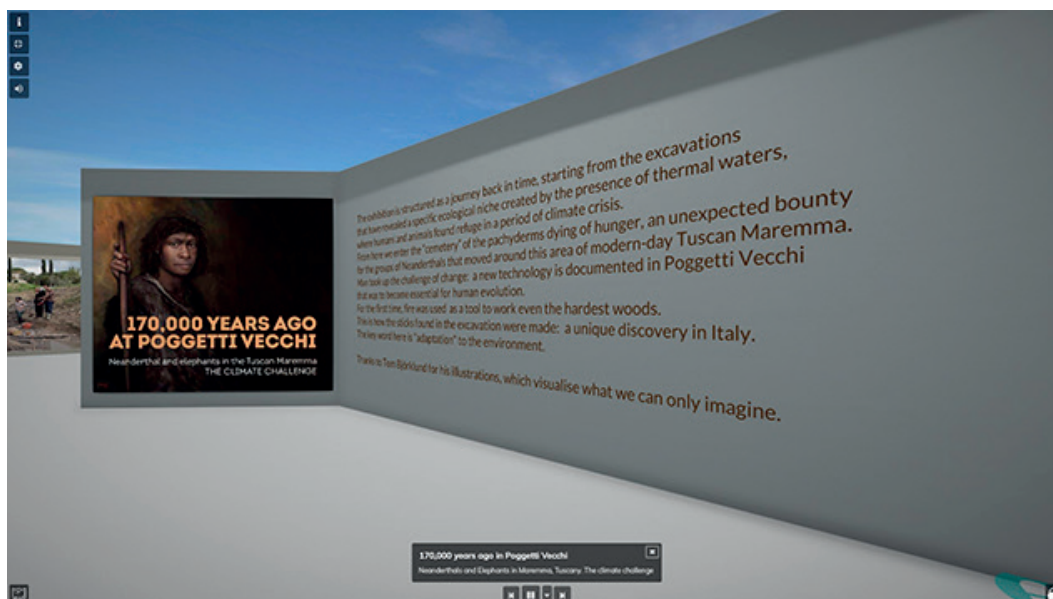 170,000 YEARS AGO
AT POGGETTI VECCHI
Neanderthal and elephants in the Tuscan Maremma
THE CLIMATE CHALLENGE
The exhibition is structured as a journey back in time, starting from the excavations
that have revealed a specific ecological niche created by the presence of thermal waters,
where humans and animals found refuge in a period of climate crisis.
From here we enter the "cemetery" of the pachyderms dying of hunger, an unexpected bounty
for the groups of Neanderthals that moved around this area of modern-day Tuscan Maremma.
Man took up the challenge of change: a new technology is documented in Poggetti Vecchi
that was to become essential for human evolution.
For the first time, fire was used as a tool to work even the hardest woods.
This is how the sticks found in the excavation were made: a unique discovery in Italy.
The key word here is "adaptation" to the environment.
Thanks to Tom Björklund for his illustrations, which visualise what we can only imagine.
170,000 years ago in Poggetti Vecchi
Neanderthals and Elephants in Maremma, Tuscany. The climate challenge